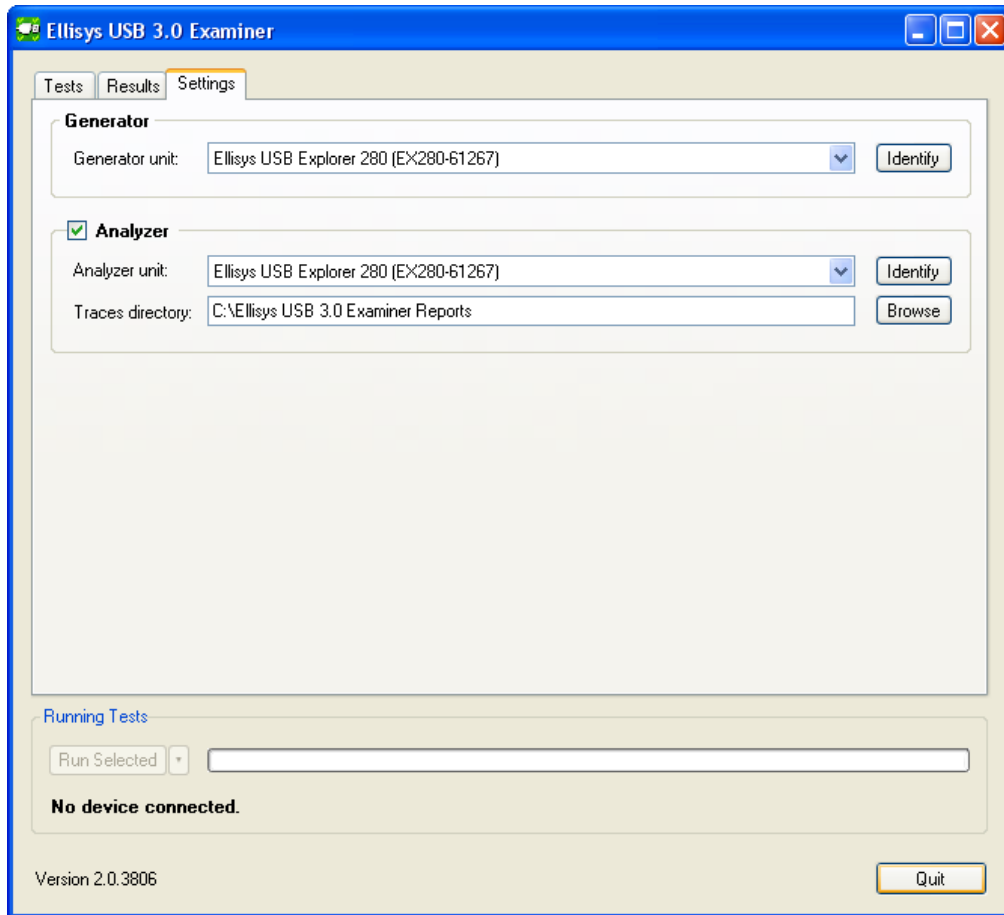 Ellisys USB 3.0 Examiner
Tests Results Settings
Generator
Generator unit: Ellisys USB Explorer 280 (EX280-61267) Identify
Analyzer
Analyzer unit: Ellisys USB Explorer 280 (EX280-61267) Identify
Traces directory: C:\Ellisys USB 3.0 Examiner Reports Browse
Running Tests
Run Selected
No device connected.
Version 2.0.3806 Quit